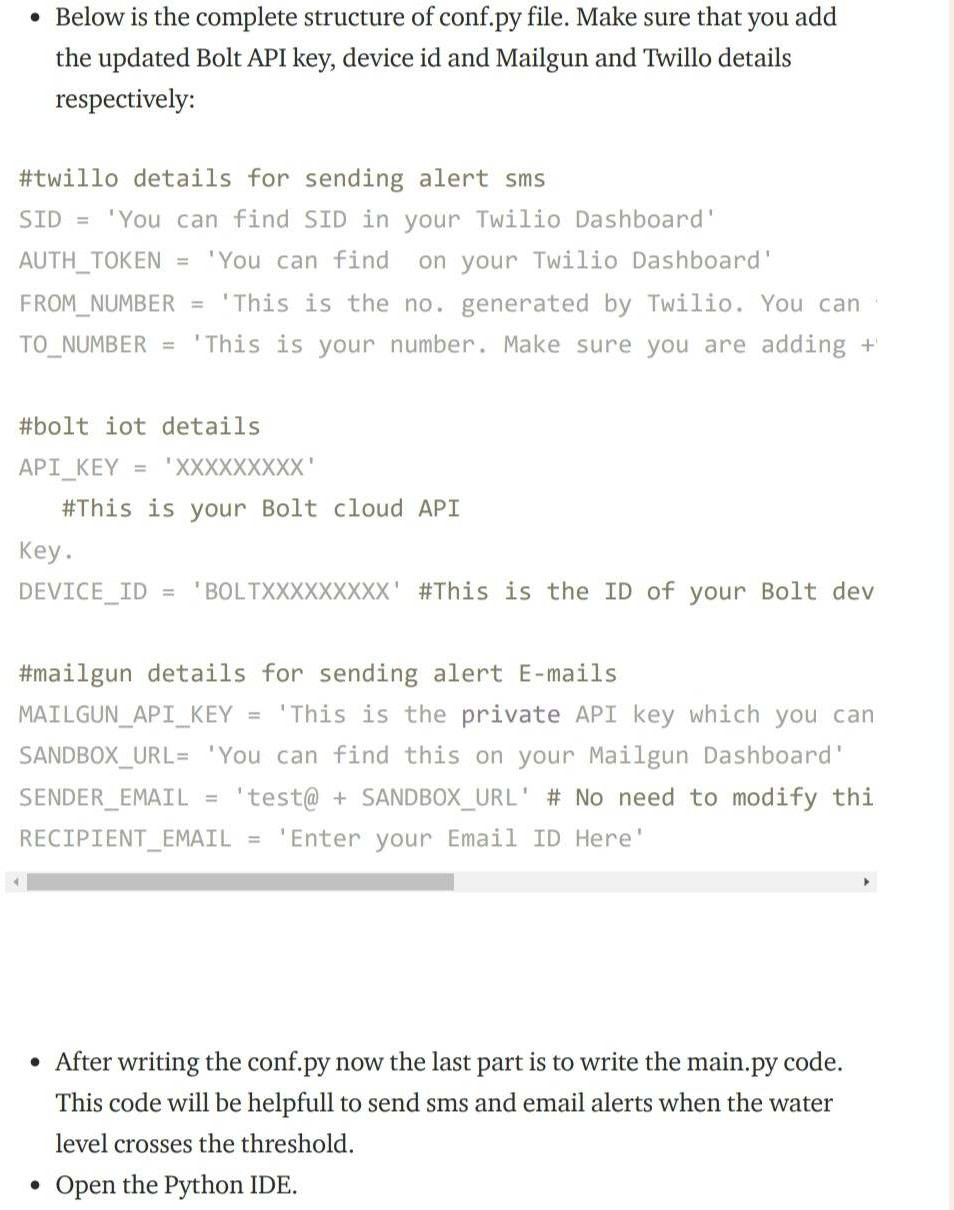 • Below is the complete structure of conf.py file. Make sure that you add
the updated Bolt API key, device id and Mailgun and Twillo details
respectively:
#twillo details for sending alert sms
SID = 'You can find SID in your Twilio Dashboard'
AUTH_TOKEN = 'You can find  on your Twilio Dashboard'
FROM_NUMBER = 'This is the no. generated by Twilio. You can
TO_NUMBER = 'This is your number. Make sure you are adding +
#bolt iot details
API_KEY = 'XXXXXXXXX'
   #This is your Bolt cloud API
Key.
DEVICE_ID = 'BOLTXXXXXXXXX' #This is the ID of your Bolt dev
#mailgun details for sending alert E-mails
MAILGUN_API_KEY = 'This is the private API key which you can
SANDBOX_URL= 'You can find this on your Mailgun Dashboard'
SENDER_EMAIL = 'test@ + SANDBOX_URL' # No need to modify thi
RECIPIENT_EMAIL = 'Enter your Email ID Here'
• After writing the conf.py now the last part is to write the main.py code.
This code will be helpfull to send sms and email alerts when the water
level crosses the threshold.
• Open the Python IDE.